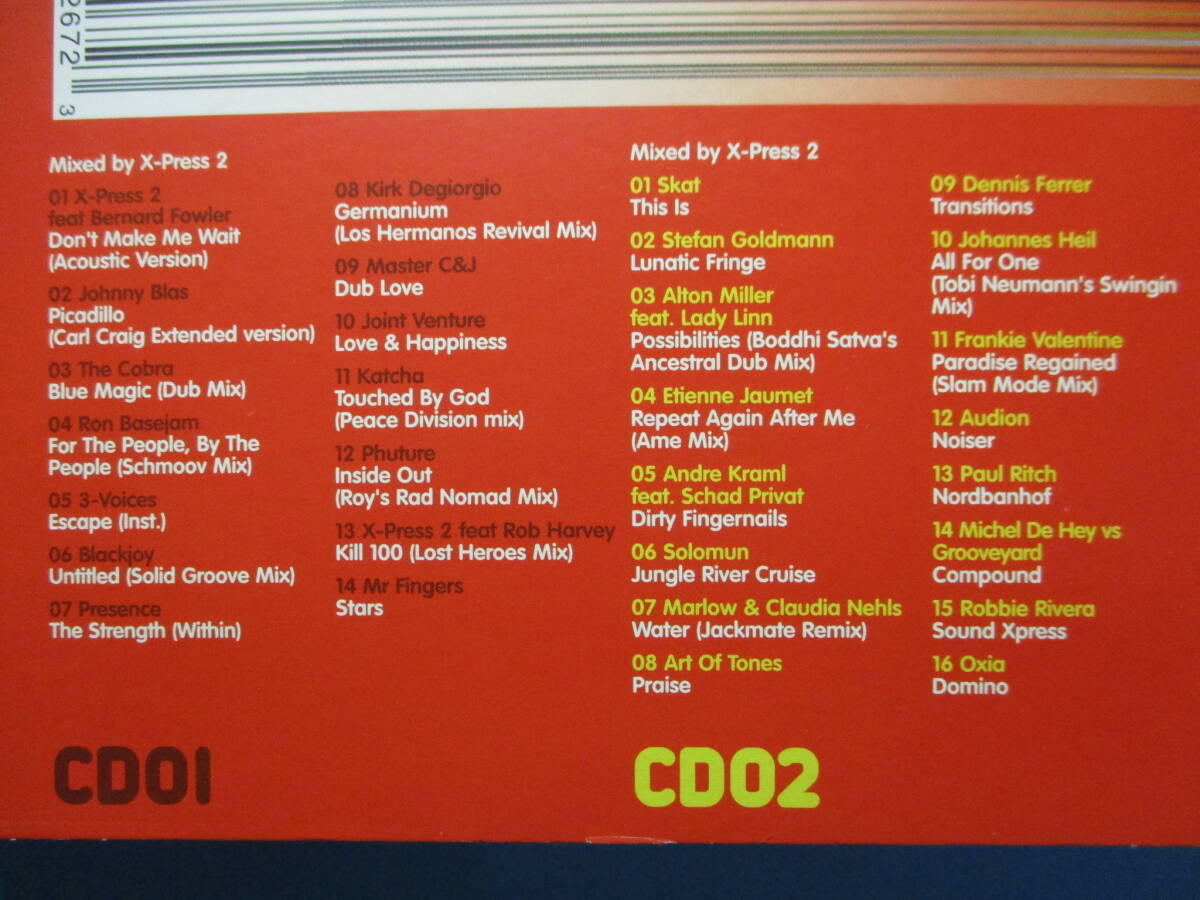 2672
3
Mixed by X-Press 2
01 X-Press 2
feat Bernard Fowler
Don't Make Me Wait
(Acoustic Version)
02 Johnny Blas
Picadillo
(Carl Craig Extended version)
03 The Cobra
Blue Magic (Dub Mix)
04 Ron Basejam
For The People, By The
People (Schmoov Mix)
05 3-Voices
Escape (Inst.)
06 Blackjoy
Untitled (Solid Groove Mix)
07 Presence
The Strength (Within)
08 Kirk Degiorgio
Germanium
(Los Hermanos Revival Mix)
09 Master C&J
Dub Love
10 Joint Venture
Love & Happiness
11 Katcha
Touched By God
(Peace Division mix)
12 Phuture
Inside Out
(Roy's Rad Nomad Mix)
13 X-Press 2 feat Rob Harvey
Kill 100 (Lost Heroes Mix)
14 Mr Fingers
Stars
CD01
Mixed by X-Press 2
01 Skat
This Is
02 Stefan Goldmann
Lunatic Fringe
03 Alton Miller
feat. Lady Linn
Possibilities (Boddhi Satva's
Ancestral Dub Mix)
04 Etienne Jaumet
Repeat Again After Me
(Ame Mix)
05 Andre Kraml
feat. Schad Privat
Dirty Fingernails
06 Solomun
Jungle River Cruise
07 Marlow & Claudia Nehls
Water (Jackmate Remix)
08 Art Of Tones
Praise
09 Dennis Ferrer
Transitions
10 Johannes Heil
All For One
(Tobi Neumann's Swingin
Mix)
11 Frankie Valentine
Paradise Regained
(Slam Mode Mix)
12 Audion
Noiser
13 Paul Ritch
Nordbanhof
14 Michel De Hey vs
Grooveyard
Compound
15 Robbie Rivera
Sound Xpress
16 Oxia
Domino
CD02